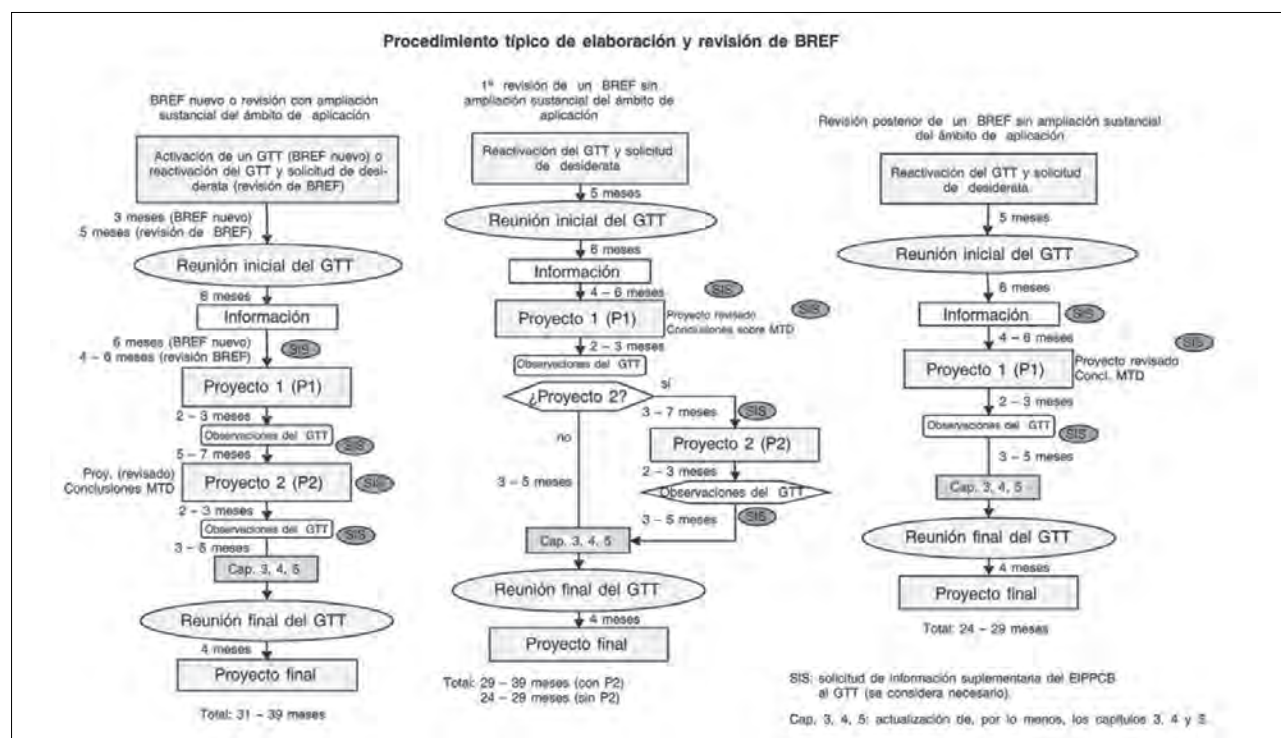 Procedimiento típico de elaboración y revisión de BREF
BREF nuevo o revisión con ampliación
sustancial del ámbito de aplicación
Activación de un GTT (BREF nuevo) o
reactivación del GTT y solicitud de desi-
derata (revisión de BREF)
3 meses (BREF nuevo)
5 meses (revisión de BREF)
Reunión inicial del GTT
6 meses
Información
6 meses (BREF nuevo)
4 – 6 meses (revisión BREF)
SIS
Proyecto 1 (P1)
2 – 3 meses
Observaciones del GTT
SIS
5 – 7 meses
Proy. (revisado)
Conclusiones MTD
Proyecto 2 (P2)
SIS
2 – 3 meses
Observaciones del GTT
SIS
3 – 5 meses
Cap. 3, 4, 5
Reunión final del GTT
4 meses
Proyecto final
Total: 31 – 39 meses
1ª revisión de un BREF sin
ampliación sustancial del ámbito de
aplicación
Reactivación del GTT y solicitud
de desiderata
5 meses
Reunión inicial del GTT
6 meses
Información
4 – 6 meses
SIS
Proyecto 1 (P1)
Proyecto revisado
Conclusiones sobre MTD
SIS
2 – 3 meses
Observaciones del GTT
¿Proyecto 2?
sí
3 – 7 meses
SIS
no
Proyecto 2 (P2)
2 – 3 meses
3 – 5 meses
Observaciones del GTT
3 – 5 meses
SIS
Cap. 3, 4, 5
Reunión final del GTT
4 meses
Proyecto final
Total: 29 – 39 meses (con P2)
24 – 29 meses (sin P2)
Revisión posterior de un BREF sin ampliación sustancial
del ámbito de aplicación
Reactivación del GTT y solicitud
de desiderata
5 meses
Reunión inicial del GTT
6 meses
Información
SIS
4 – 6 meses
SIS
Proyecto 1 (P1)
Proyecto revisado
Concl. MTD
2 – 3 meses
Observaciones del GTT
SIS
3 – 5 meses
Cap. 3, 4, 5
Reunión final del GTT
4 meses
Proyecto final
Total: 24 – 29 meses
SIS: solicitud de información suplementaria del EIPPCB
al GTT (se considera necesario).
Cap. 3, 4, 5: actualización de, por lo menos, los capítulos 3, 4 y 5.